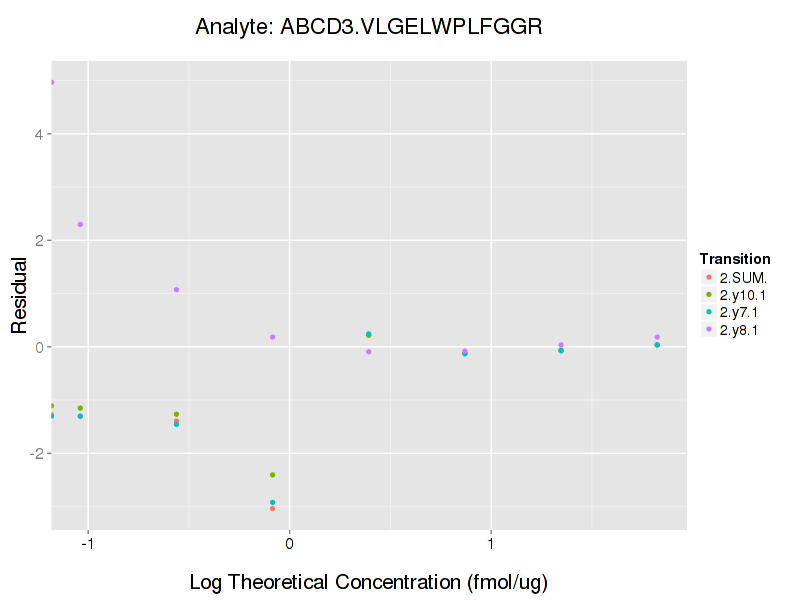 Analyte: ABCD3.VLGELWPLFGGR
Residual
4
2
0
-2
-1
0
1
Log Theoretical Concentration (fmol/ug)
Transition
2.SUM.
2.y10.1
2.y7.1
2.y8.1